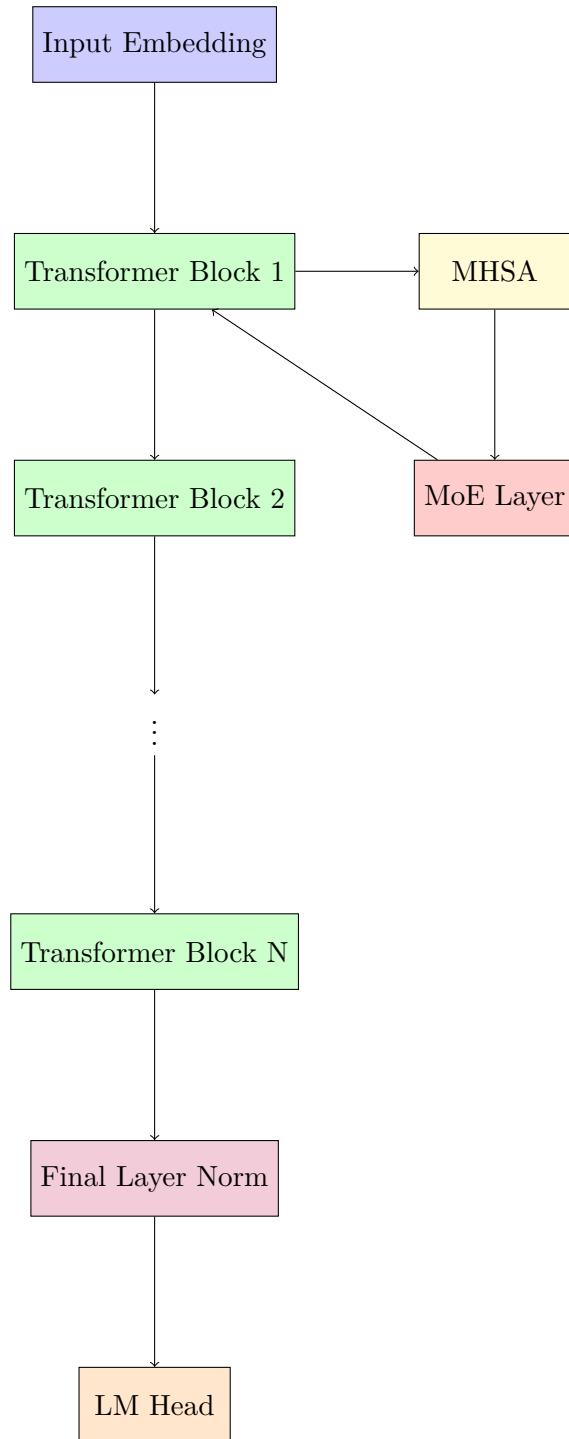 Input Embedding
Transformer Block 1
MHSA
Transformer Block 2
MoE Layer
⋮
Transformer Block N
Final Layer Norm
LM Head